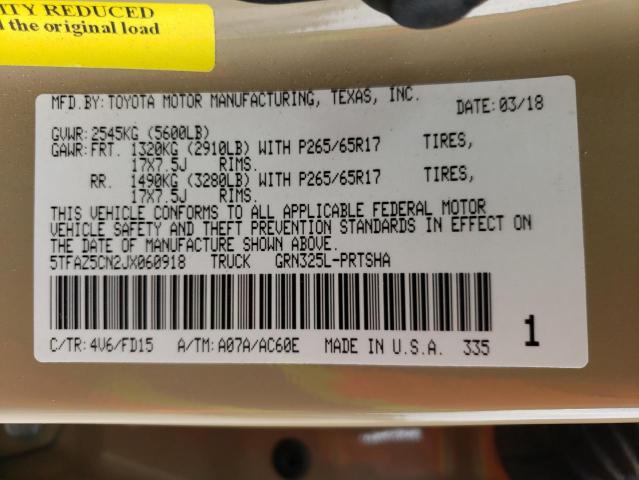 ITY REDUCED
d the original load
MFD.BY: TOYOTA MOTOR MANUFACTURING, TEXAS, INC. DATE: 03/18
GVWR: 2545KG (5600LB)
GAWR: FRT. 1320KG (2910LB) WITH P265/65R17 TIRES,
17X7.5J RIMS.
RR. 1490KG (3280LB) WITH P265/65R17 TIRES,
17X7.5J RIMS.
THIS VEHICLE CONFORMS TO ALL APPLICABLE FEDERAL MOTOR
VEHICLE SAFETY AND THEFT PREVENTION STANDARDS IN EFFECT ON
THE DATE OF MANUFACTURE SHOWN ABOVE.
5TFAZ5CN2JX060918 TRUCK GRN325L-PRTSHA
1
C/TR: 4V6/FD15 A/TM: A07A/AC60E MADE IN U.S.A. 335